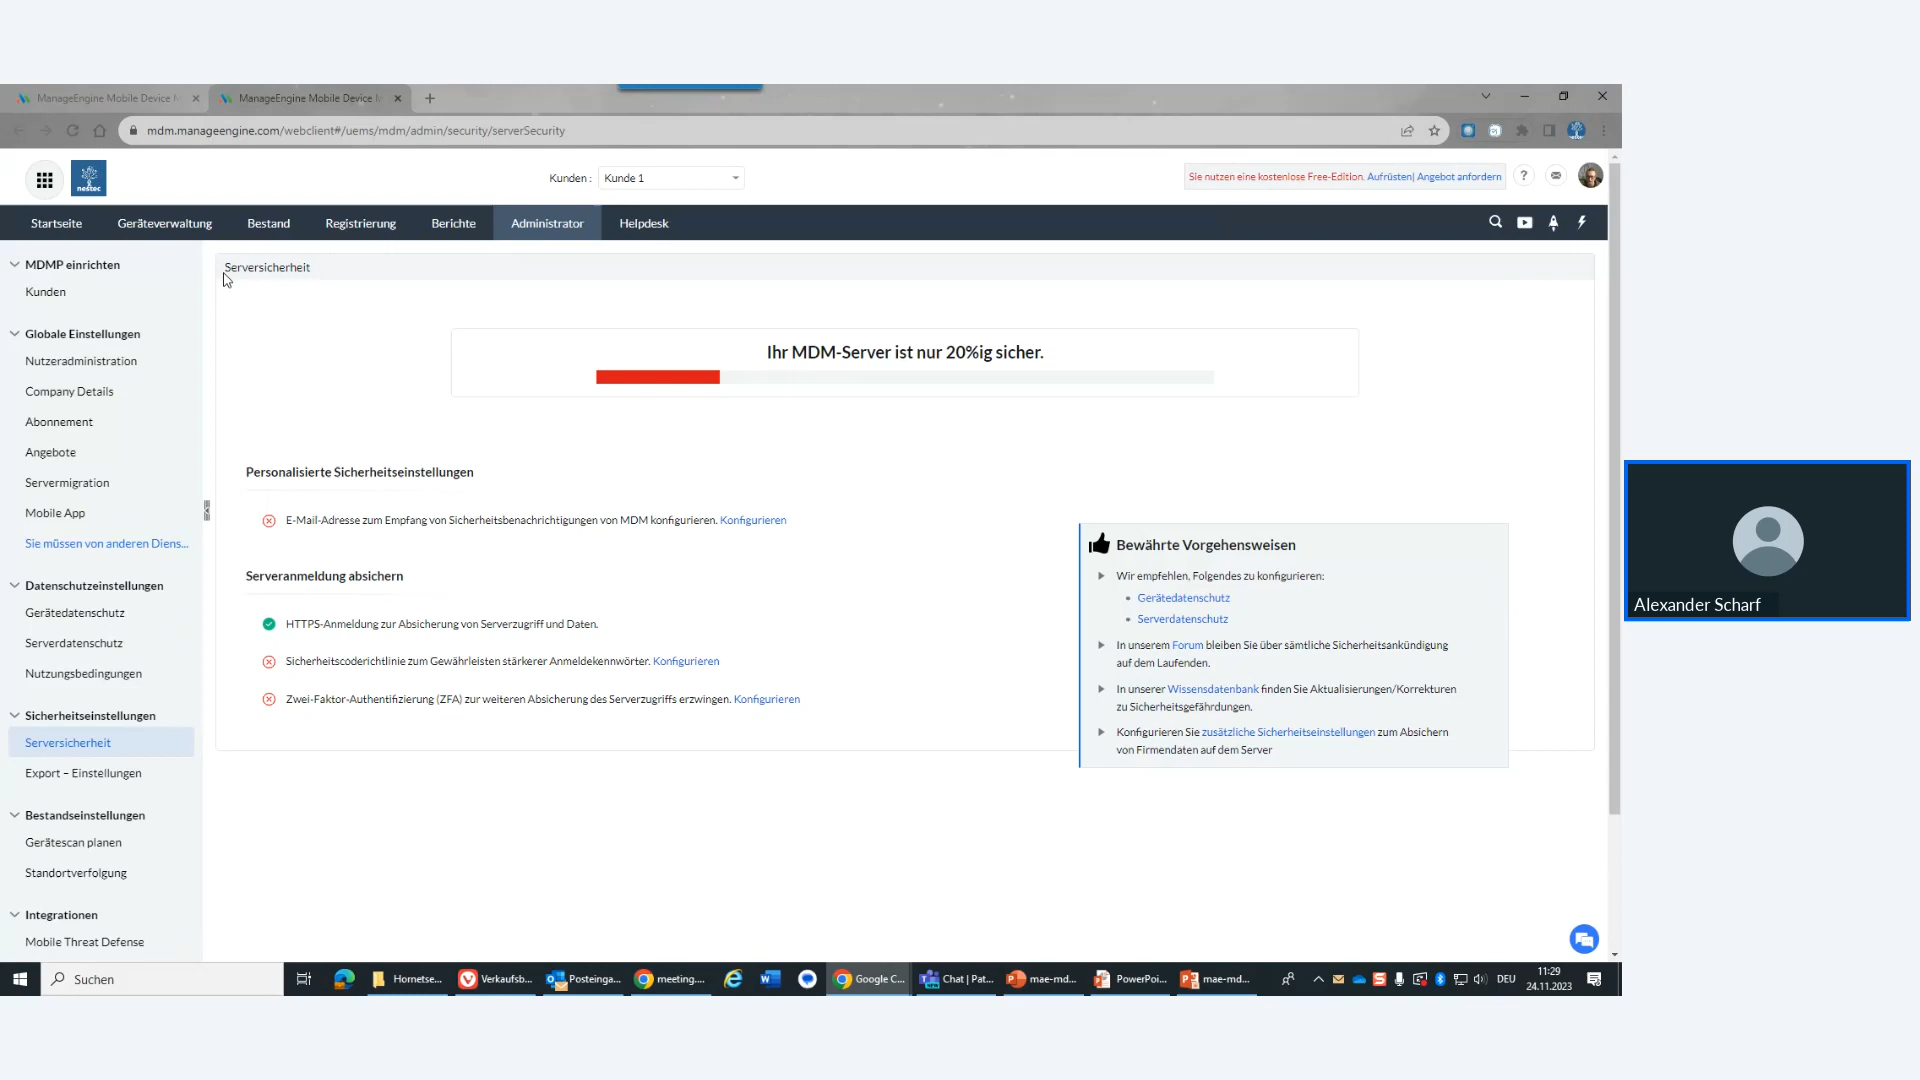 ManageEngine Mobile Device M
ManageEngine Mobile Device M
mdm.manageengine.com/webclient#/uems/mdm/admin/security/serverSecurity
nestec
Kunden :
Kunde 1
Sie nutzen eine kostenlose Free-Edition. Aufrüsten| Angebot anfordern
Startseite
Geräteverwaltung
Bestand
Registrierung
Berichte
Administrator
Helpdesk
MDMP einrichten
Kunden
Globale Einstellungen
Nutzeradministration
Company Details
Abonnement
Angebote
Servermigration
Mobile App
Sie müssen von anderen Diens...
Datenschutzeinstellungen
Gerätedatenschutz
Serverdatenschutz
Nutzungsbedingungen
Sicherheitseinstellungen
Serversicherheit
Export – Einstellungen
Bestandseinstellungen
Gerätescan planen
Standortverfolgung
Integrationen
Mobile Threat Defense
Serversicherheit
Ihr MDM-Server ist nur 20%ig sicher.
Personalisierte Sicherheitseinstellungen
E-Mail-Adresse zum Empfang von Sicherheitsbenachrichtigungen von MDM konfigurieren. Konfigurieren
Serveranmeldung absichern
HTTPS-Anmeldung zur Absicherung von Serverzugriff und Daten.
Sicherheitscoderichtlinie zum Gewährleisten stärkerer Anmeldekennwörter. Konfigurieren
Zwei-Faktor-Authentifizierung (ZFA) zur weiteren Absicherung des Serverzugriffs erzwingen. Konfigurieren
Bewährte Vorgehensweisen
Wir empfehlen, Folgendes zu konfigurieren:
Gerätedatenschutz
Serverdatenschutz
In unserem Forum bleiben Sie über sämtliche Sicherheitsankündigung
auf dem Laufenden.
In unserer Wissensdatenbank finden Sie Aktualisierungen/Korrekturen
zu Sicherheitsgefährdungen.
Konfigurieren Sie zusätzliche Sicherheitseinstellungen zum Absichern
von Firmendaten auf dem Server
Alexander Scharf
Suchen
Hornetse...
Verkaufsb...
Posteinga...
meeting....
Google C...
Chat | Pat...
mae-md...
PowerPoi...
mae-md...
DEU
11:29
24.11.2023